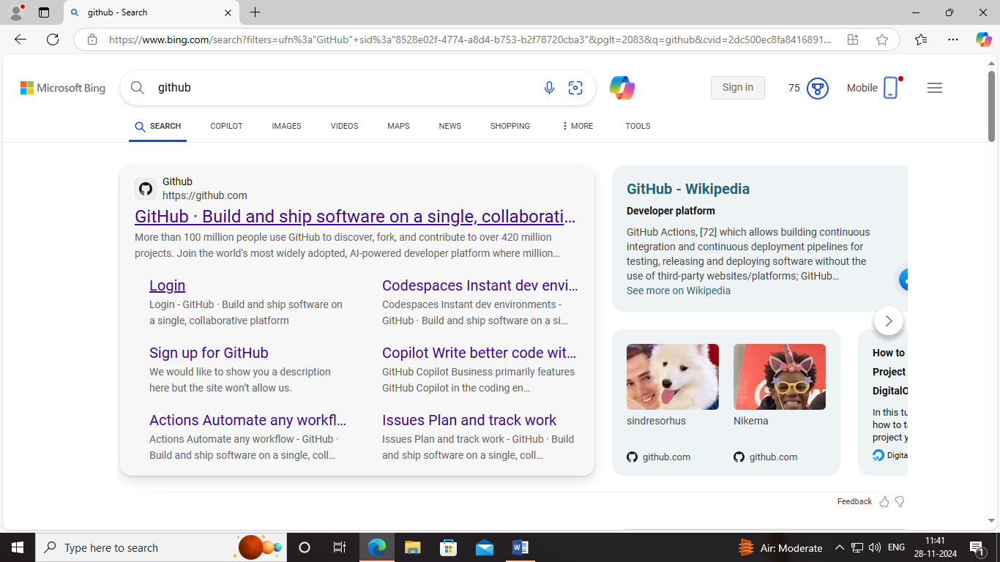 github - Search
https://www.bing.com/search?filters=ufn%3a"GitHub"+sid%3a"8528e02f-4774-a8d4-b753-b2f78720cba3"&pglt=2083&q=github&cvid=2dc500ec8fa8416891...
Microsoft Bing
github
Sign in
75
Mobile
SEARCH
COPILOT
IMAGES
VIDEOS
MAPS
NEWS
SHOPPING
MORE
TOOLS
Github
https://github.com
GitHub · Build and ship software on a single, collaborati...
More than 100 million people use GitHub to discover, fork, and contribute to over 420 million
projects. Join the world's most widely adopted, AI-powered developer platform where million...
Login
Login - GitHub · Build and ship software on
a single, collaborative platform
Codespaces Instant dev envi...
Codespaces Instant dev environments -
GitHub · Build and ship software on a si...
Sign up for GitHub
We would like to show you a description
here but the site won't allow us.
Copilot Write better code wit...
GitHub Copilot Business primarily features
GitHub Copilot in the coding en...
Actions Automate any workfl...
Actions Automate any workflow - GitHub ·
Build and ship software on a single, coll...
Issues Plan and track work
Issues Plan and track work - GitHub · Build
and ship software on a single, coll...
GitHub - Wikipedia
Developer platform
GitHub Actions, [72] which allows building continuous
integration and continuous deployment pipelines for
testing, releasing and deploying software without the
use of third-party websites/platforms; GitHub...
See more on Wikipedia
sindresorhus
github.com
Nikema
github.com
How to
Project
DigitalO
In this tu
how to ta
project y
Digita
Feedback
Type here to search
Air: Moderate
ENG
11:41
28-11-2024
1